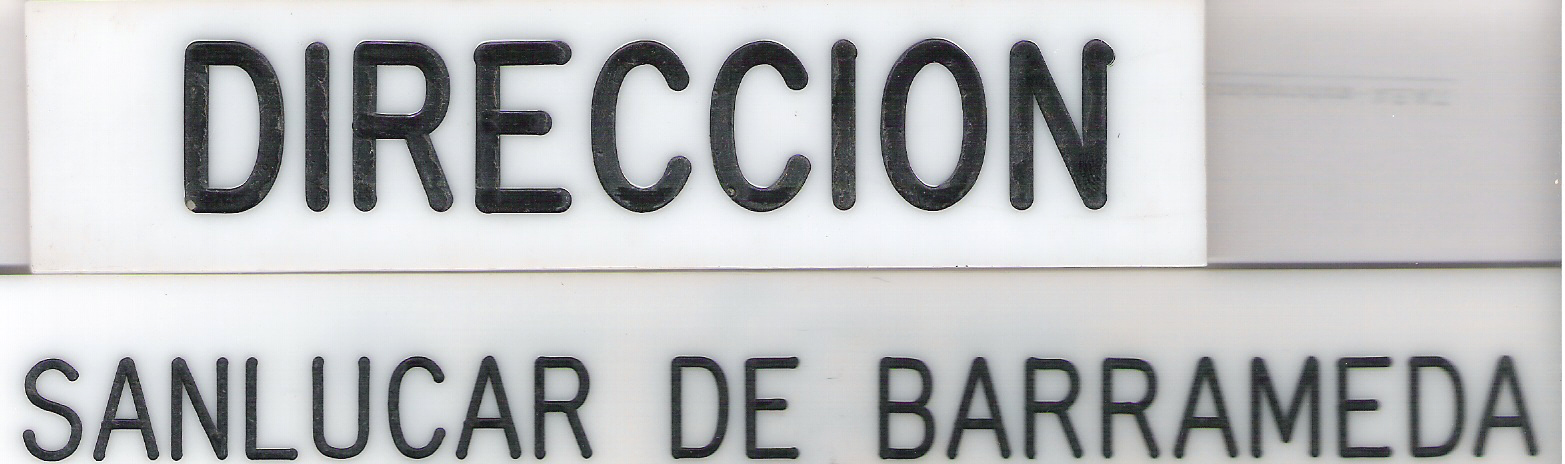 DIRECCION
SANLUCAR DE BARRAMEDA